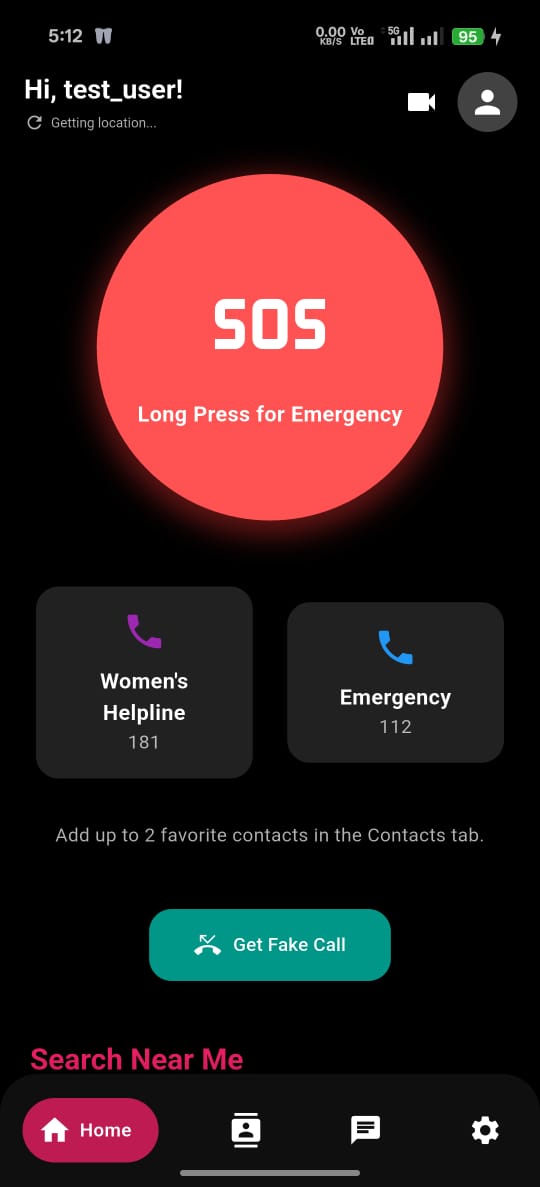 5:12
0.00 KB/S Vo LTE 5G 95
Hi, test_user!
Getting location...
SOS
Long Press for Emergency
Women's
Helpline
181
Emergency
112
Add up to 2 favorite contacts in the Contacts tab.
Get Fake Call
Search Near Me
Home